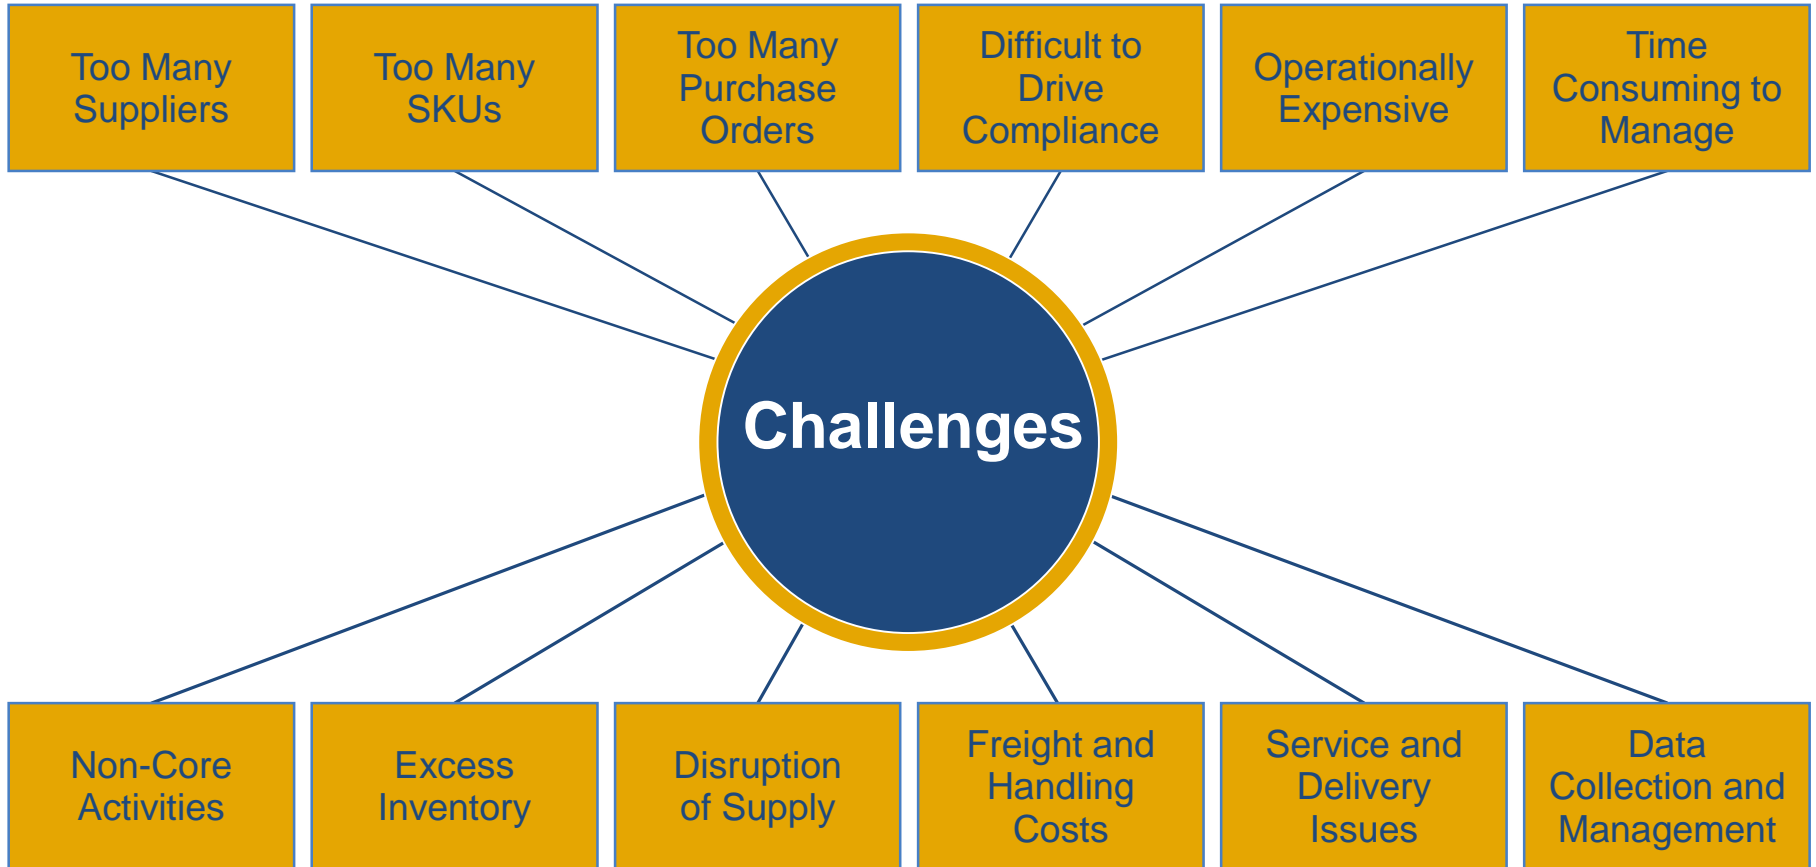 Too Many
Suppliers
Too Many
SKUs
Too Many
Purchase
Orders
Difficult to
Drive
Compliance
Operationally
Expensive
Time
Consuming to
Manage
Challenges
Non-Core
Activities
Excess
Inventory
Disruption
of Supply
Freight and
Handling
Costs
Service and
Delivery
Issues
Data
Collection and
Management